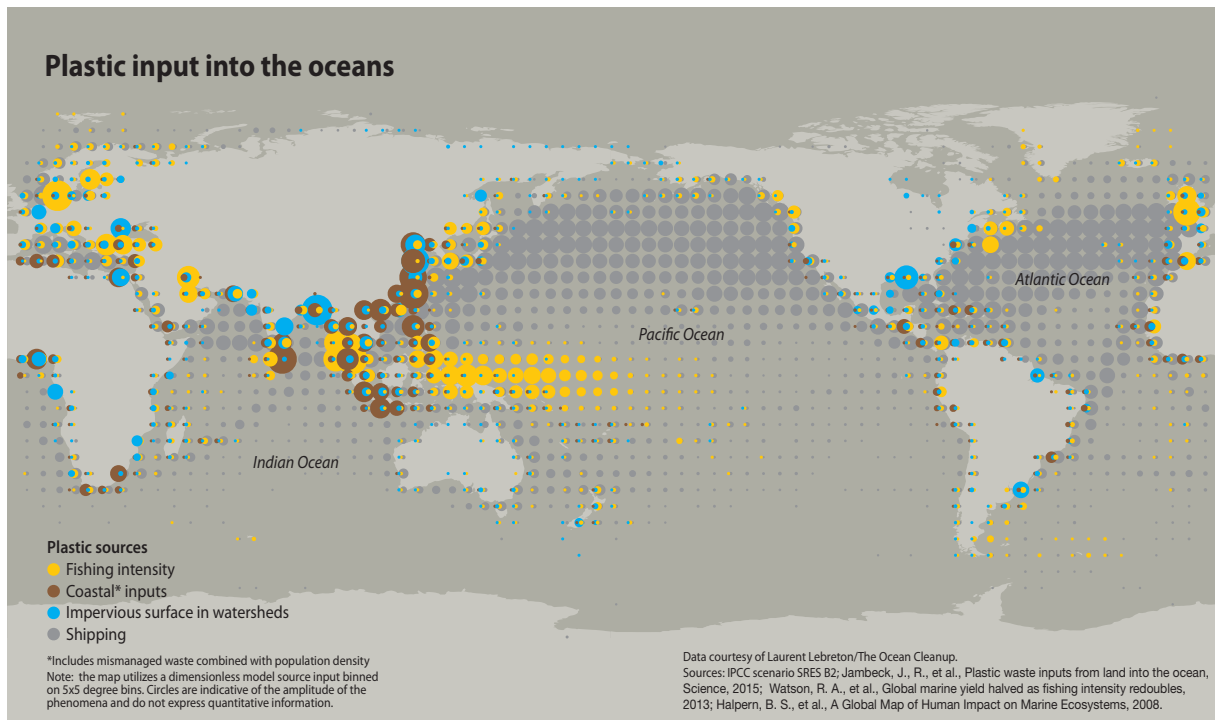 Plastic input into the oceans
Atlantic Ocean
Pacific Ocean
Indian Ocean
Plastic sources
Fishing intensity
Coastal* inputs
Impervious surface in watersheds
Shipping
*Includes mismanaged waste combined with population density
Note: the map utilizes a dimensionless model source input binned
on 5x5 degree bins. Circles are indicative of the amplitude of the
phenomena and do not express quantitative information.
Data courtesy of Laurent Lebreton/The Ocean Cleanup.
Sources: IPCC scenario SRES B2; Jambeck, J., R., et al., Plastic waste inputs from land into the ocean,
Science, 2015; Watson, R. A., et al., Global marine yield halved as fishing intensity redoubles,
2013; Halpern, B. S., et al., A Global Map of Human Impact on Marine Ecosystems, 2008.